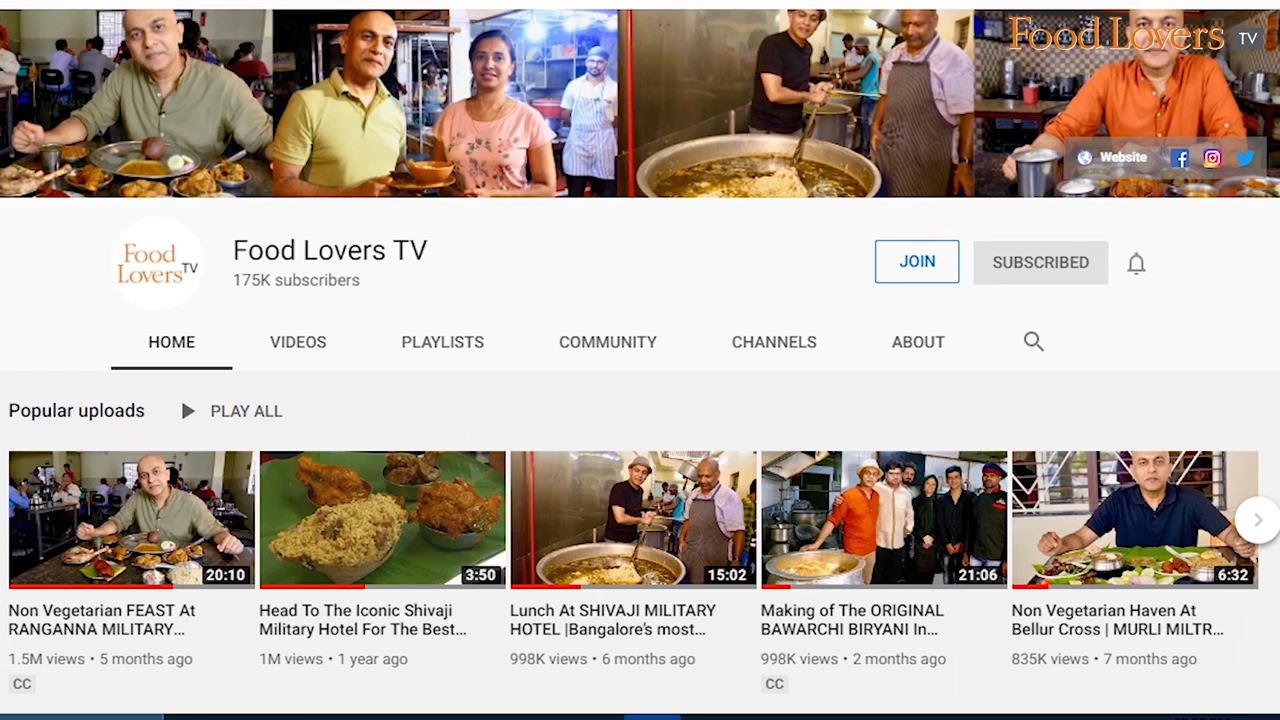 Food Lovers TV
Website
Food
Lovers TV
Food Lovers TV
175K subscribers
JOIN
SUBSCRIBED
HOME
VIDEOS
PLAYLISTS
COMMUNITY
CHANNELS
ABOUT
Popular uploads
PLAY ALL
20:10
3:50
15:02
21:06
6:32
Non Vegetarian FEAST At
RANGANNA MILITARY...
1.5M views • 5 months ago
CC
Head To The Iconic Shivaji
Military Hotel For The Best...
1M views • 1 year ago
Lunch At SHIVAJI MILITARY
HOTEL |Bangalore's most...
998K views • 6 months ago
Making of The ORIGINAL
BAWARCHI BIRYANI In...
998K views • 2 months ago
CC
Non Vegetarian Haven At
Bellur Cross | MURLI MILTR...
835K views • 7 months ago